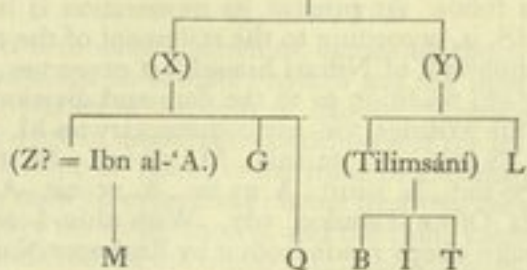 (X) (Y)
(Z? = Ibn al-‘A.) G (Tilimsání) L
M Q B I T